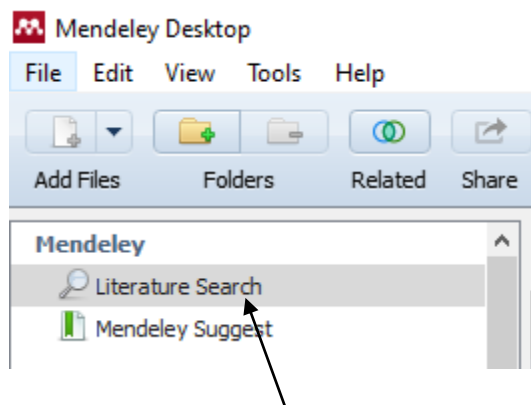 Mendeley Desktop
File Edit View Tools Help
Add Files Folders Related Share
Mendeley
Literature Search
Mendeley Suggest